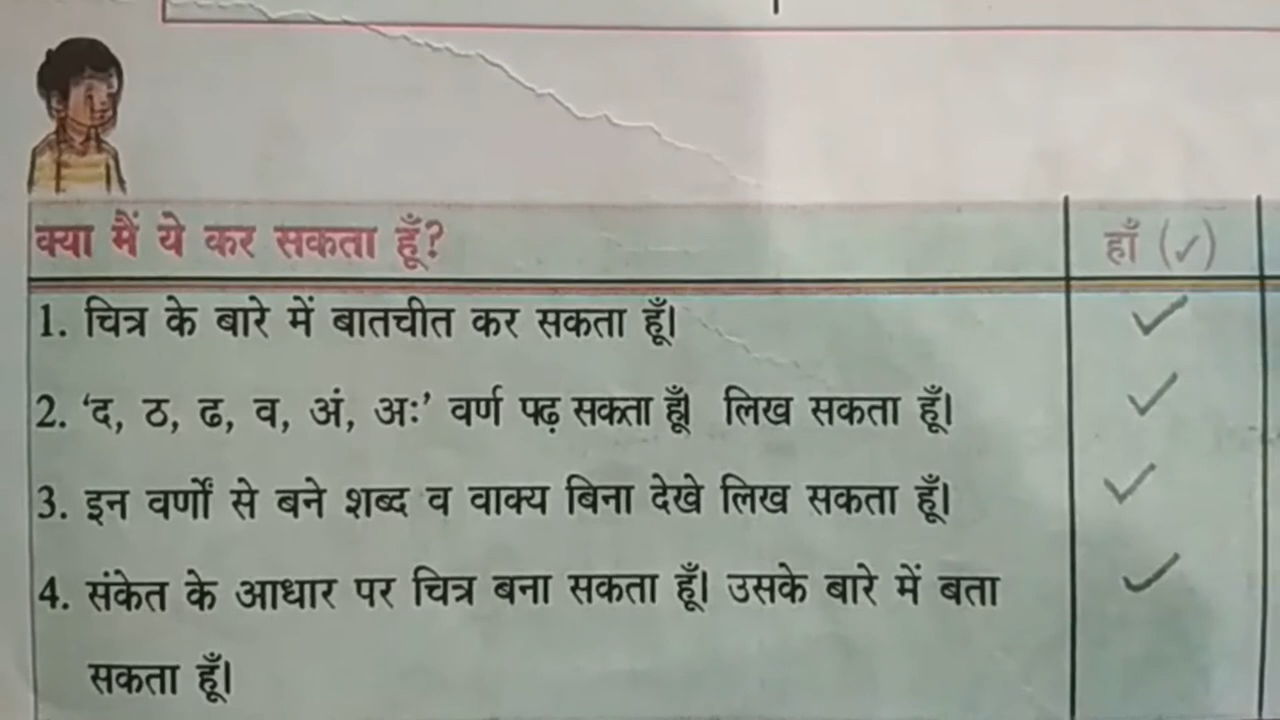 क्या मैं ये कर सकता हूँ?
हाँ (✓)
1. चित्र के बारे में बातचीत कर सकता हूँ।
2. ‘द, ठ, ढ, व, अं, अः’ वर्ण पढ़ सकता हूँ। लिख सकता हूँ।
3. इन वर्णों से बने शब्द व वाक्य बिना देखे लिख सकता हूँ।
4. संकेत के आधार पर चित्र बना सकता हूँ। उसके बारे में बता
सकता हूँ।